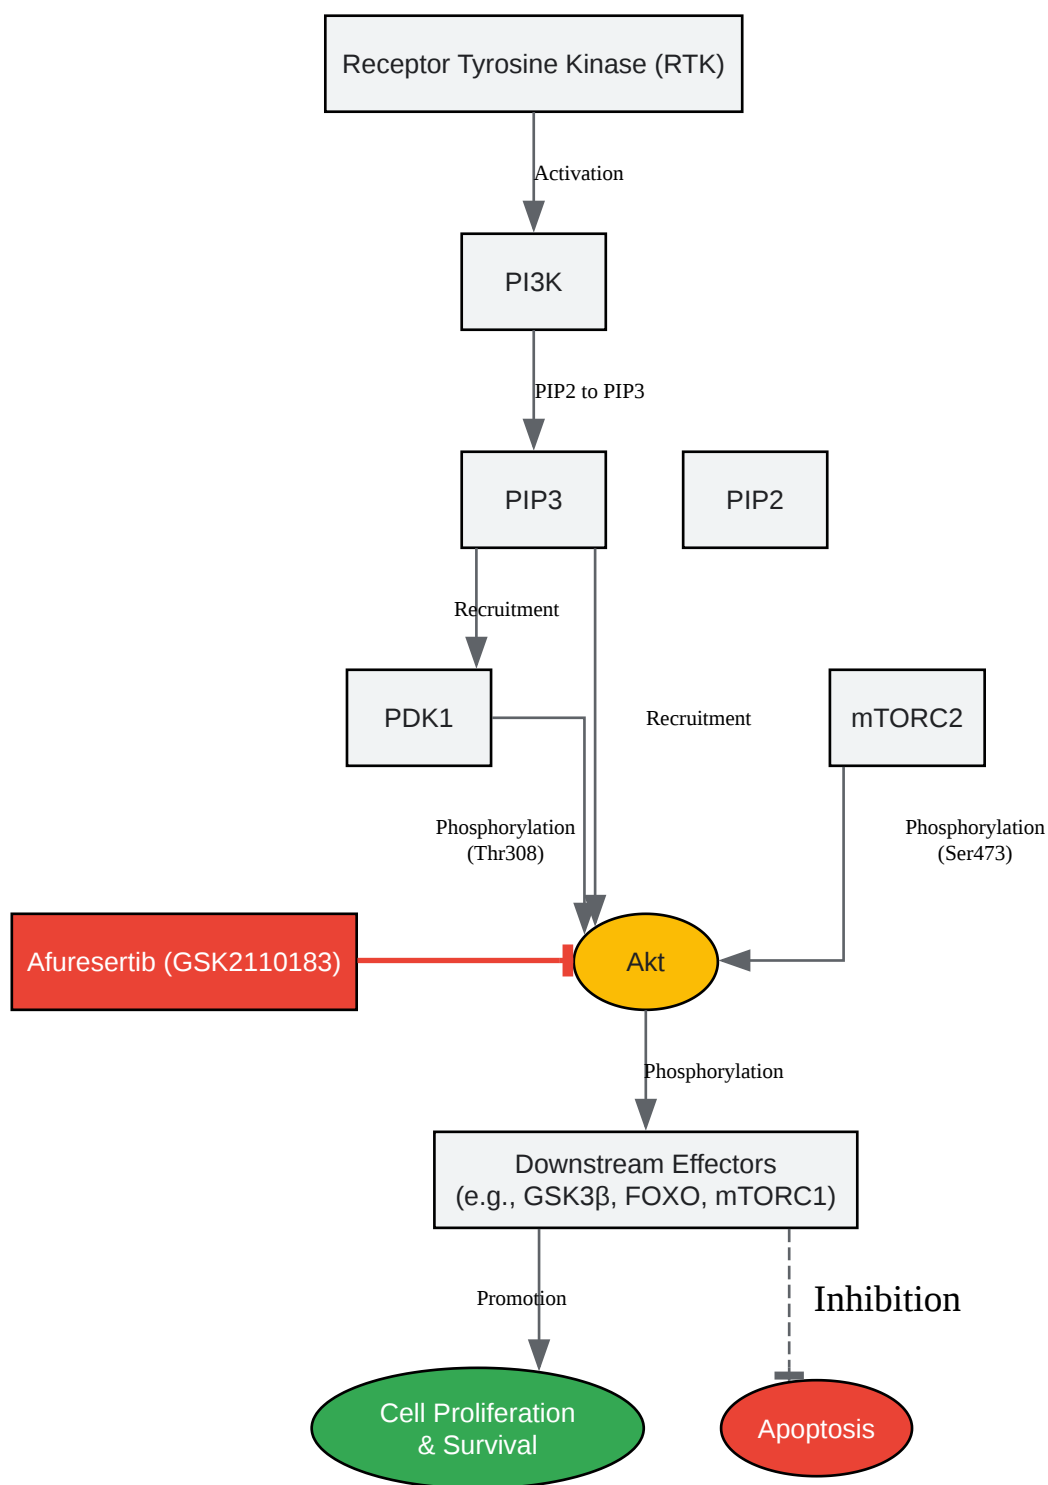 Receptor Tyrosine Kinase (RTK)
Activation
PI3K
PIP2 to PIP3
PIP3
PIP2
Recruitment
PDK1
Recruitment
mTORC2
Phosphorylation
(Thr308)
Phosphorylation
(Ser473)
Afuresertib (GSK2110183)
Akt
Phosphorylation
Downstream Effectors
(e.g., GSK3β, FOXO, mTORC1)
Promotion
Inhibition
Cell Proliferation
& Survival
Apoptosis